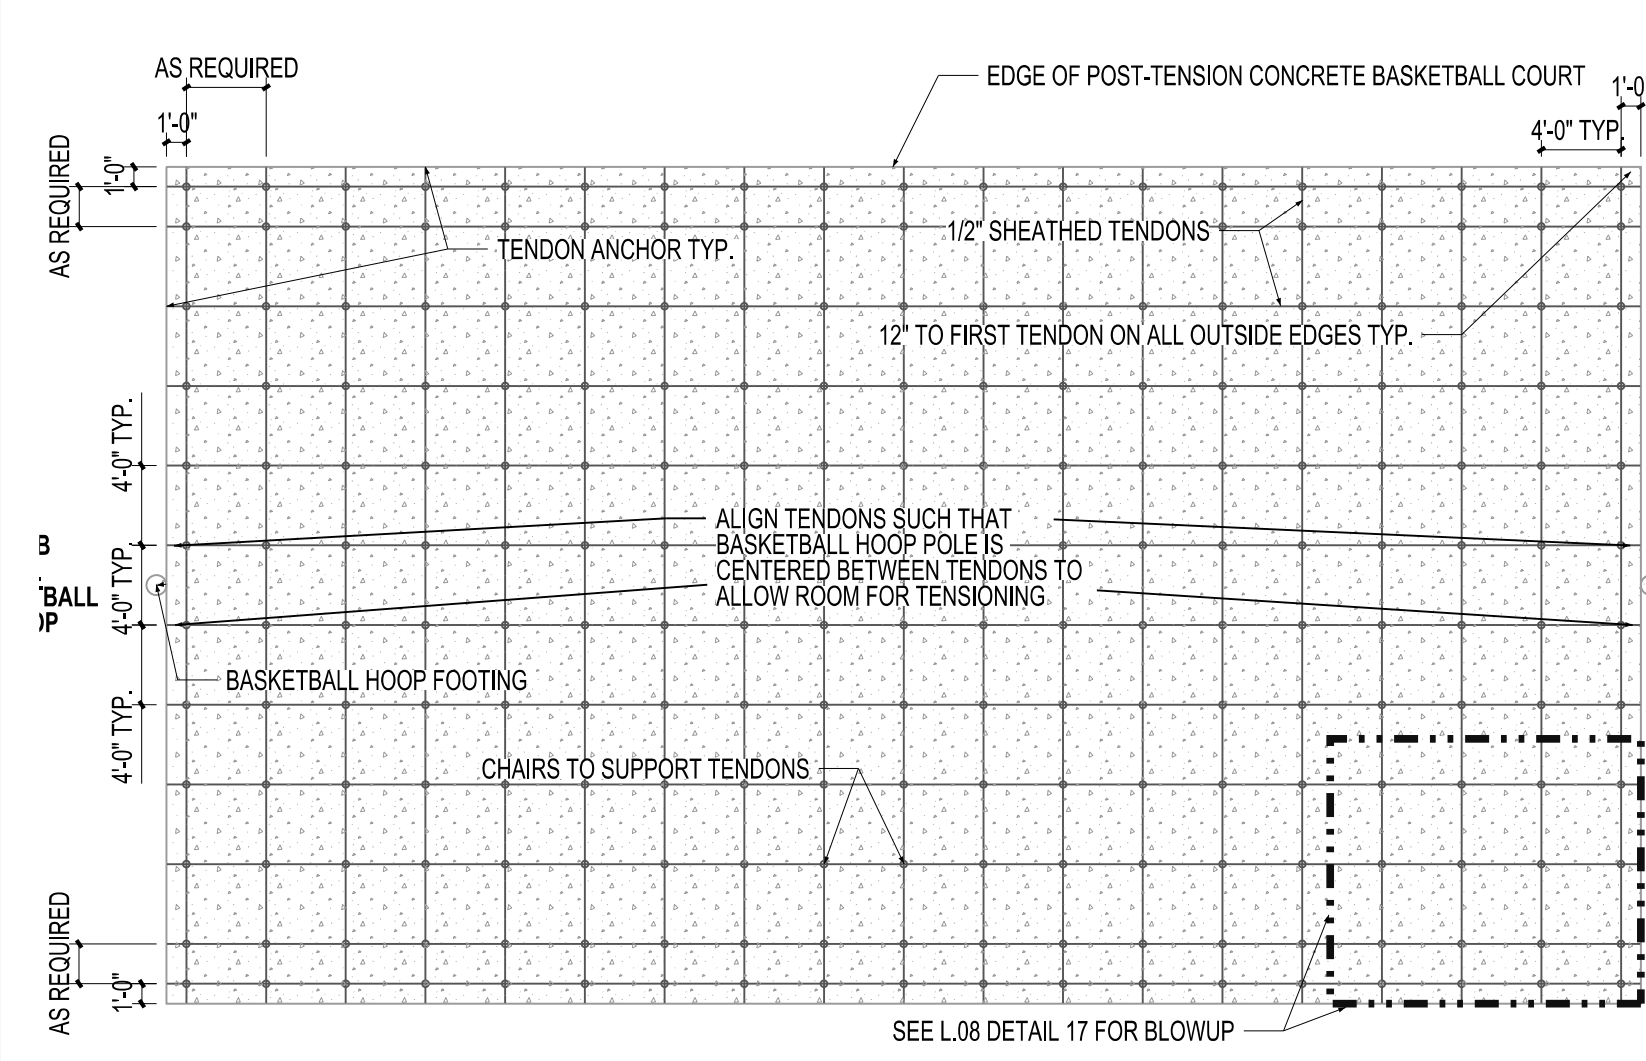 AS REQUIRED
EDGE OF POST-TENSION CONCRETE BASKETBALL COURT
1'-0
1'-0"
4'-0" TYP.
AS REQUIRED
1'-0"
1/2" SHEATHED TENDONS
TENDON ANCHOR TYP.
12" TO FIRST TENDON ON ALL OUTSIDE EDGES TYP.
4'-0" TYP.
ALIGN TENDONS SUCH THAT
BASKETBALL HOOP POLE IS
CENTERED BETWEEN TENDONS TO
ALLOW ROOM FOR TENSIONING
B
BALL
OP
4'-0" TYP.
BASKETBALL HOOP FOOTING
4'-0" TYP.
CHAIRS TO SUPPORT TENDONS
AS REQUIRED
1'-0"
SEE L.08 DETAIL 17 FOR BLOWUP